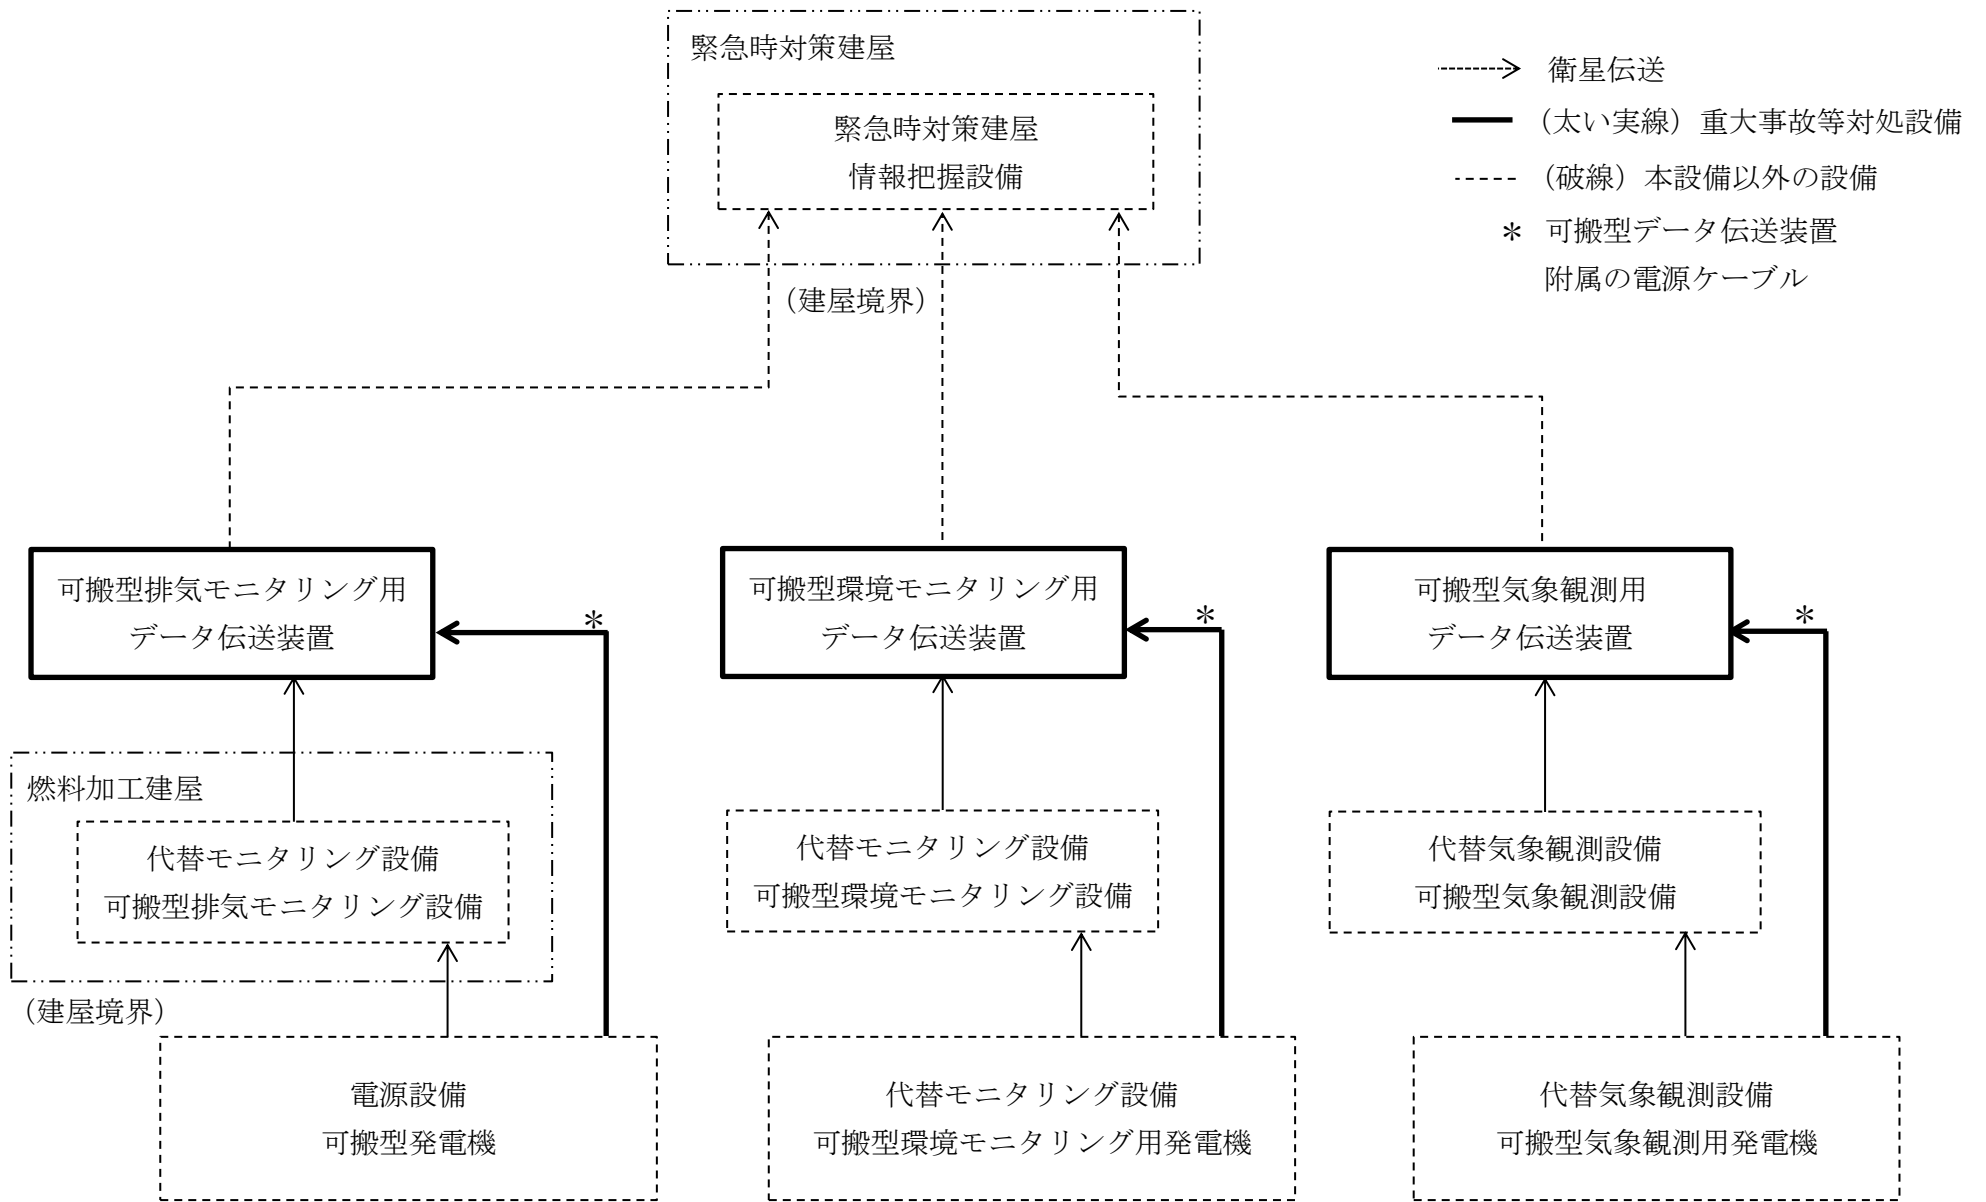 緊急時対策建屋
緊急時対策建屋
情報把握設備
（建屋境界）
衛星伝送
（太い実線）重大事故等対処設備
（破線）本設備以外の設備
＊ 可搬型データ伝送装置
附属の電源ケーブル
可搬型排気モニタリング用
データ伝送装置
＊
可搬型環境モニタリング用
データ伝送装置
＊
可搬型気象観測用
データ伝送装置
＊
燃料加工建屋
代替モニタリング設備
可搬型排気モニタリング設備
（建屋境界）
代替モニタリング設備
可搬型環境モニタリング設備
代替気象観測設備
可搬型気象観測設備
電源設備
可搬型発電機
代替モニタリング設備
可搬型環境モニタリング用発電機
代替気象観測設備
可搬型気象観測用発電機